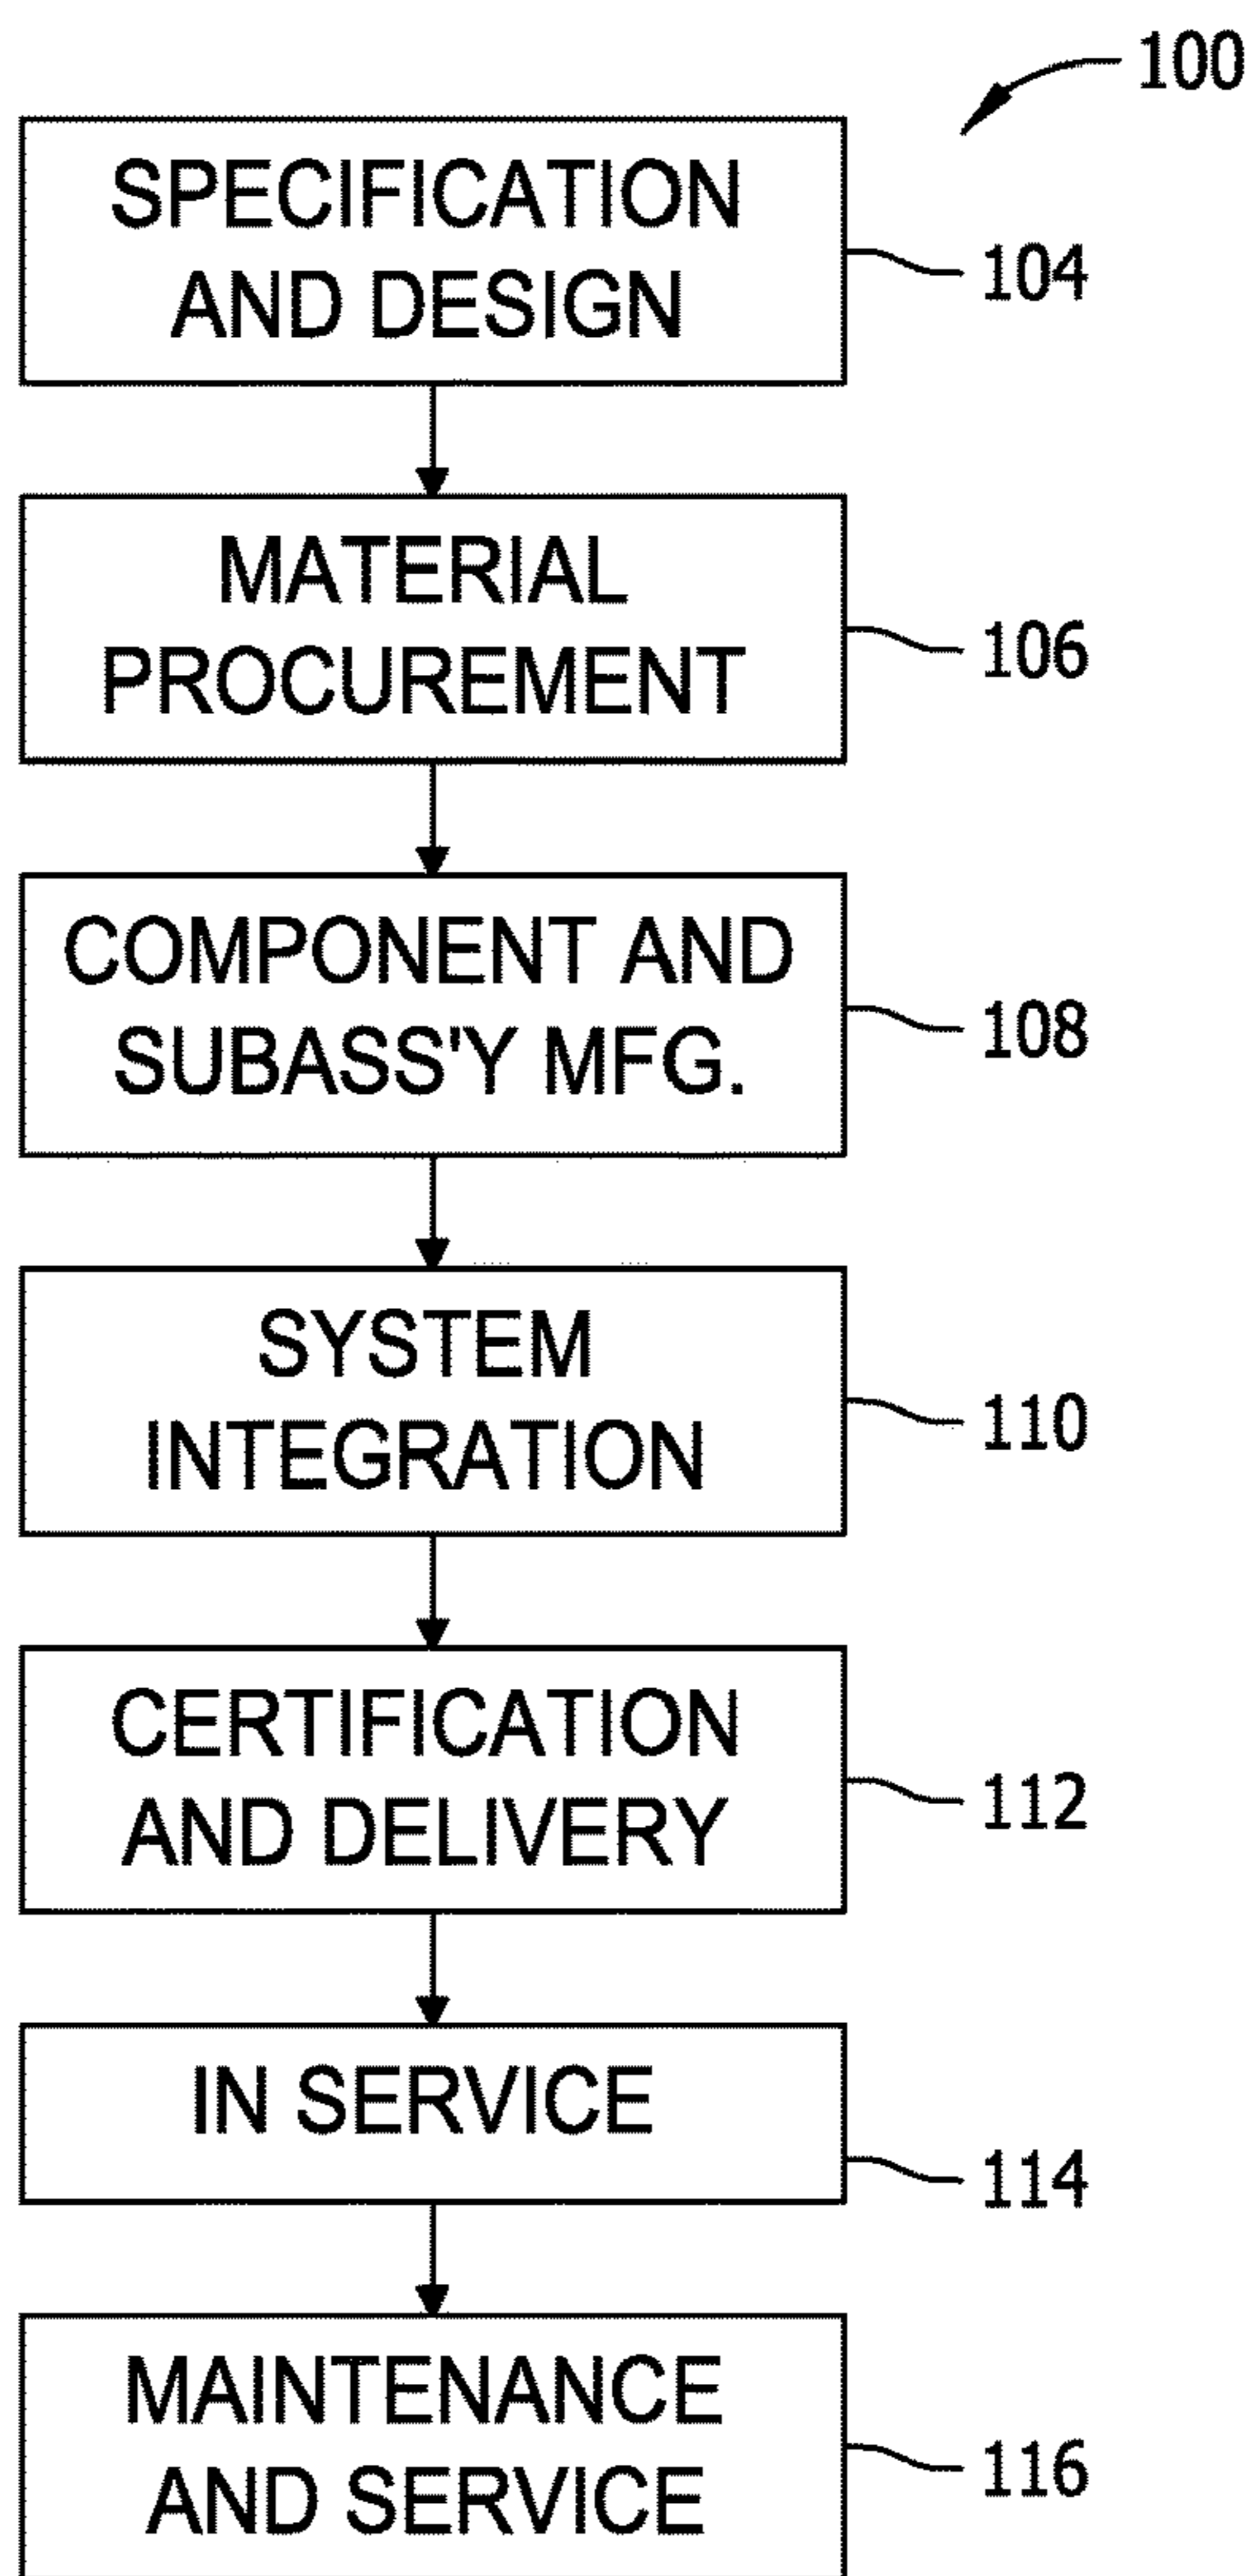 100
SPECIFICATION
AND DESIGN
104
MATERIAL
PROCUREMENT
106
COMPONENT AND
SUBASS'Y MFG.
108
SYSTEM
INTEGRATION
110
CERTIFICATION
AND DELIVERY
112
IN SERVICE
114
MAINTENANCE
AND SERVICE
116